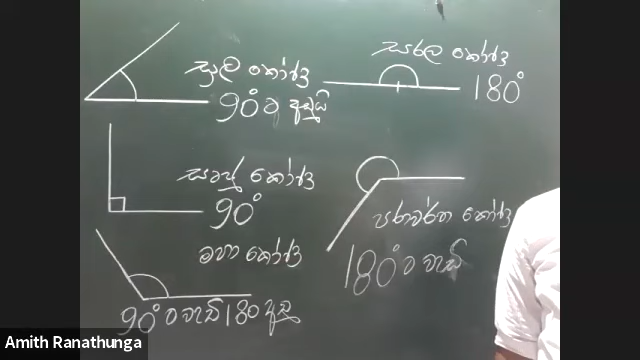 සුළු කෝණ
90°ට අඩුයි
සෘජු කෝණ
90°
මහා කෝණ
90°ට වැඩි 180 අඩු
සරල කෝණ
180°
පරාවර්ත කෝණ
180°ට වැඩි
Amith Ranathunga